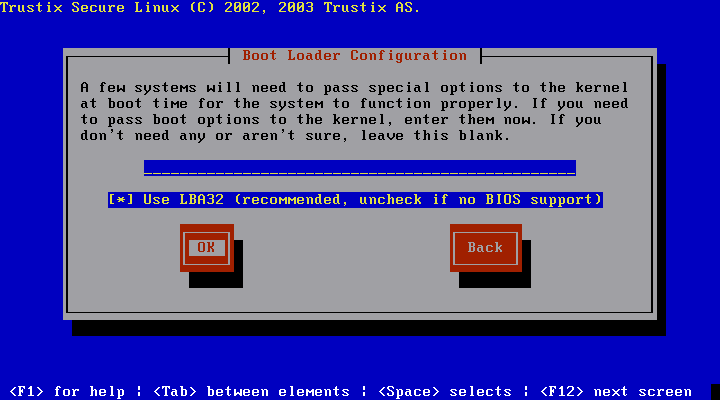 Trustix Secure Linux (C) 2002, 2003 Trustix AS.
Boot Loader Configuration
A few systems will need to pass special options to the kernel
at boot time for the system to function properly. If you need
to pass boot options to the kernel, enter them now. If you
don't need any or aren't sure, leave this blank.
[*] Use LBA32 (recommended, uncheck if no BIOS support)
OK Back
<F1> for help ¦ <Tab> between elements ¦ <Space> selects ¦ <F12> next screen